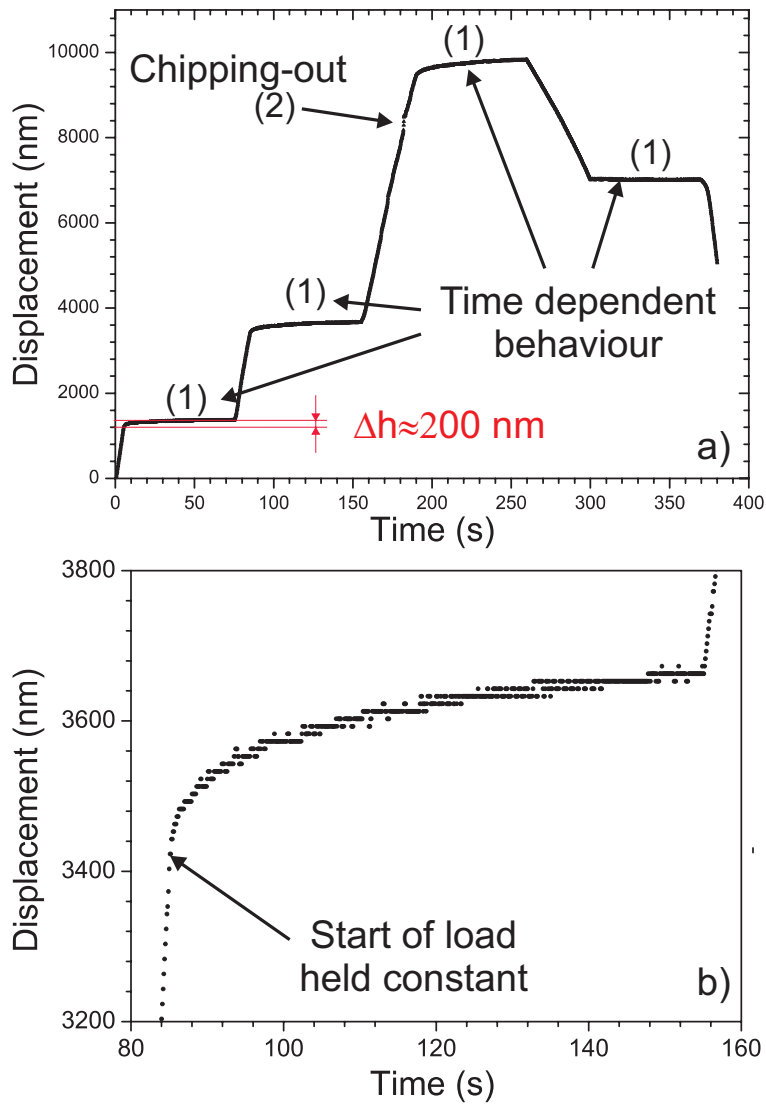 10000
8000
6000
4000
2000
0
Displacement (nm)
Chipping-out
(2)
(1)
(1)
(1)
(1)
Time dependent
behaviour
Δh≈200 nm
a)
0 50 100 150 200 250 300 350 400
Time (s)
3800
3600
3400
3200
Displacement (nm)
Start of load
held constant
b)
80 100 120 140 160
Time (s)